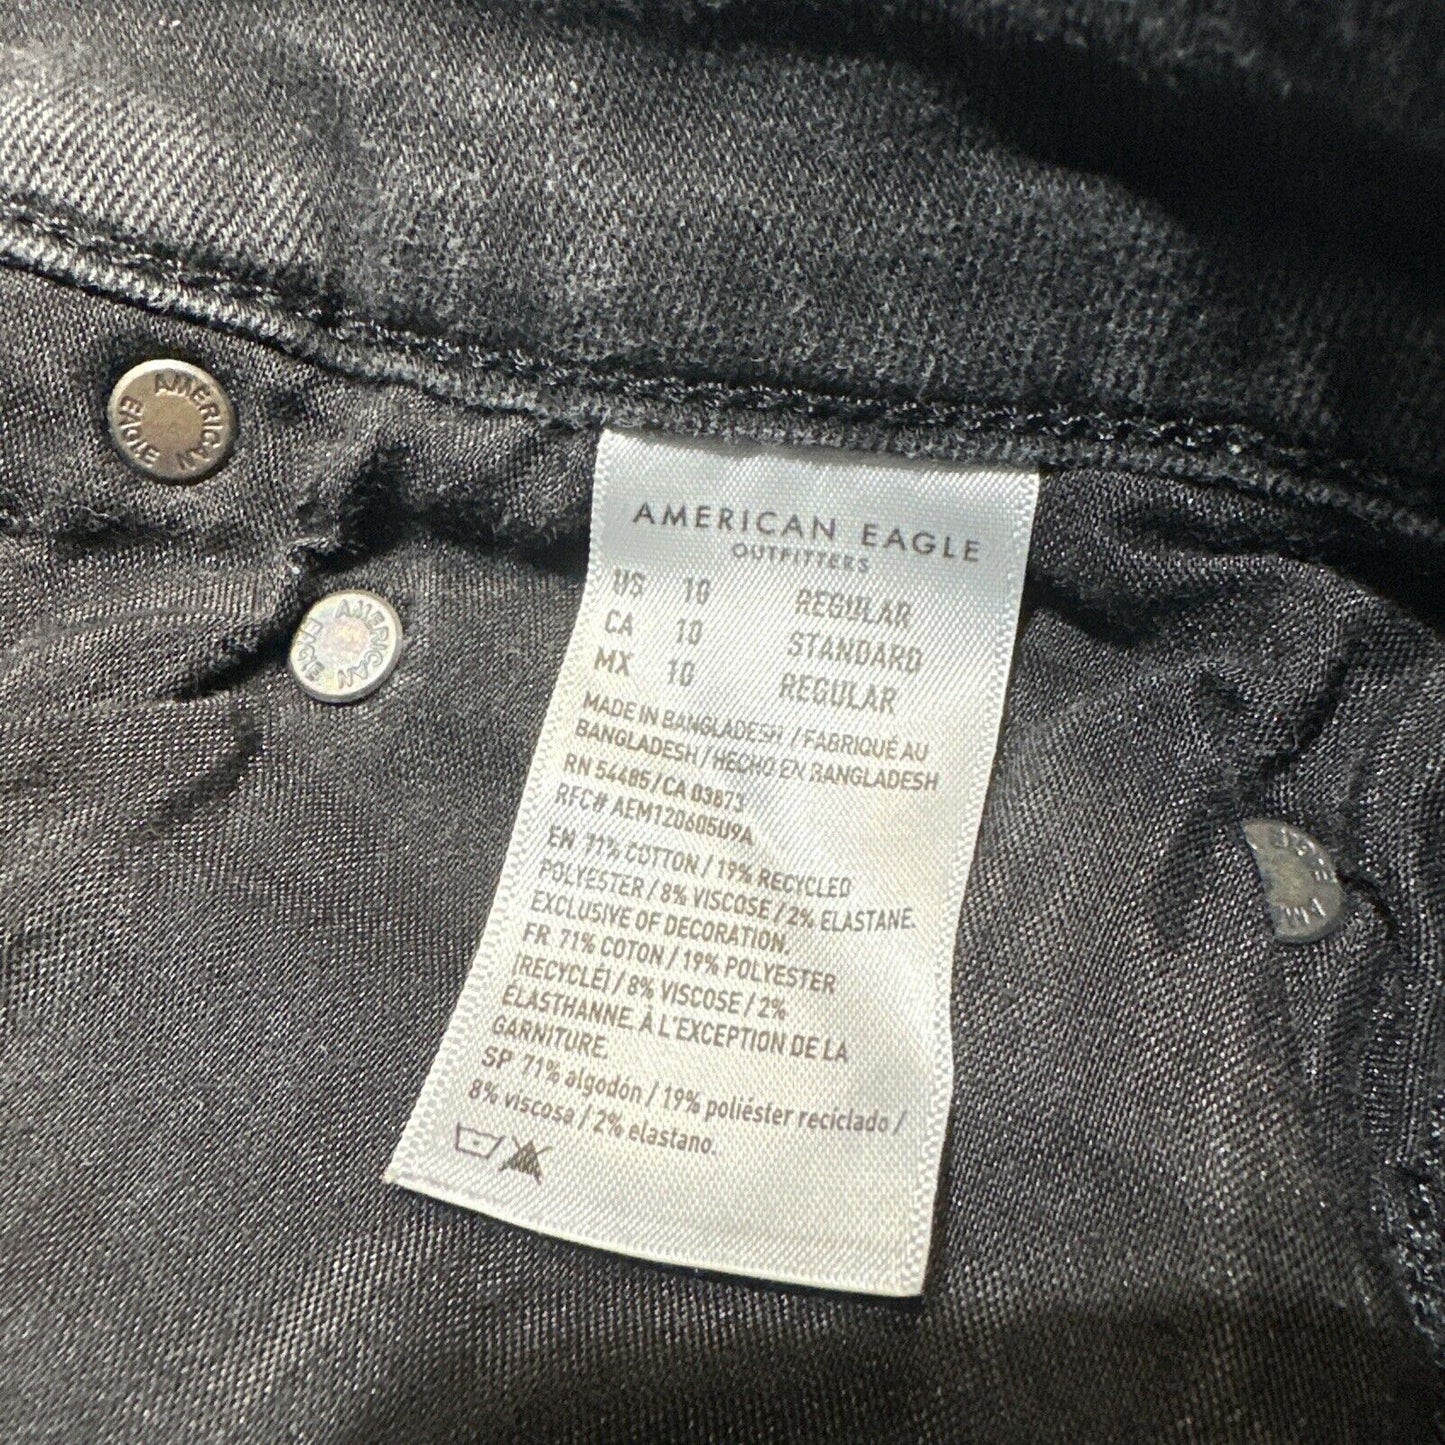 AMERICAN EAGLE
AMERICAN EAGLE
AMERICAN EAGLE
OUTFITTERS
US 10 REGULAR
CA 10 STANDARD
MX 10 REGULAR
MADE IN BANGLADESH / FABRIQUÉ AU
BANGLADESH / HECHO EN BANGLADESH
RN 54485/CA 03873
RFC# AEM120605U9A
EN 71% COTTON / 19% RECYCLED
POLYESTER / 8% VISCOSE / 2% ELASTANE.
EXCLUSIVE OF DECORATION.
FR 71% COTON / 19% POLYESTER
(RECYCLÉ) / 8% VISCOSE / 2%
ÉLASTHANNE. À L'EXCEPTION DE LA
GARNITURE.
SP 71% algodón / 19% poliéster reciclado /
8% viscosa / 2% elastano.